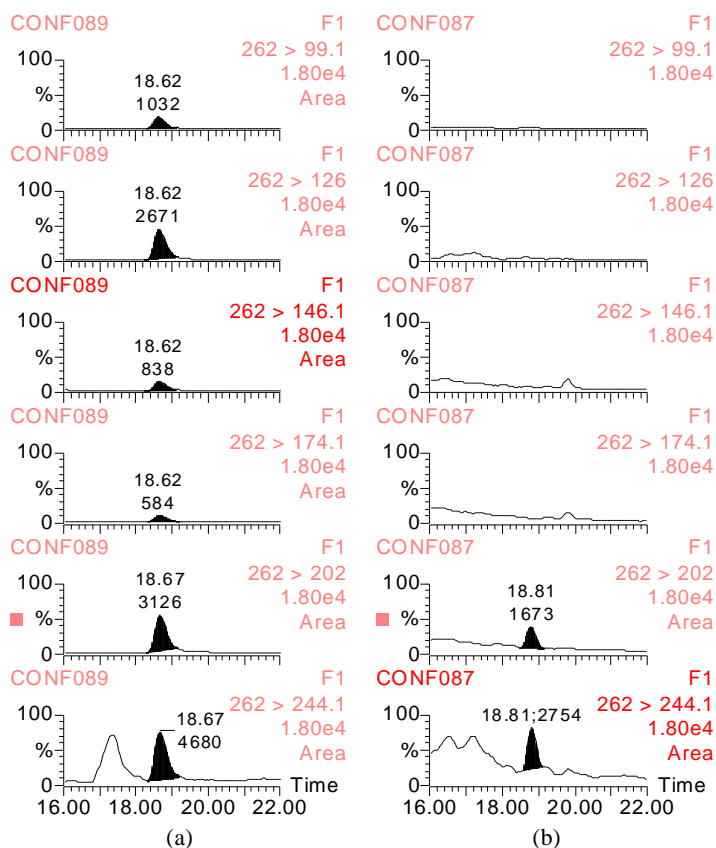 CONF089 F1
262 > 99.1
1.80e4
Area
100
%
0
18.62
1032
CONF089 F1
262 > 126
1.80e4
Area
100
%
0
18.62
2671
CONF089 F1
262 > 146.1
1.80e4
Area
100
%
0
18.62
838
CONF089 F1
262 > 174.1
1.80e4
Area
100
%
0
18.62
584
CONF089 F1
262 > 202
1.80e4
Area
100
%
0
18.67
3126
CONF089 F1
262 > 244.1
1.80e4
Area
100
%
0
18.67
4680
Time
16.00 18.00 20.00 22.00
(a)
CONF087 F1
262 > 99.1
1.80e4
100
%
0
CONF087 F1
262 > 126
1.80e4
100
%
0
CONF087 F1
262 > 146.1
1.80e4
100
%
0
CONF087 F1
262 > 174.1
1.80e4
100
%
0
CONF087 F1
262 > 202
1.80e4
Area
100
%
0
18.81
1673
CONF087 F1
262 > 244.1
1.80e4
Area
100
%
0
18.81;2754
Time
16.00 18.00 20.00 22.00
(b)